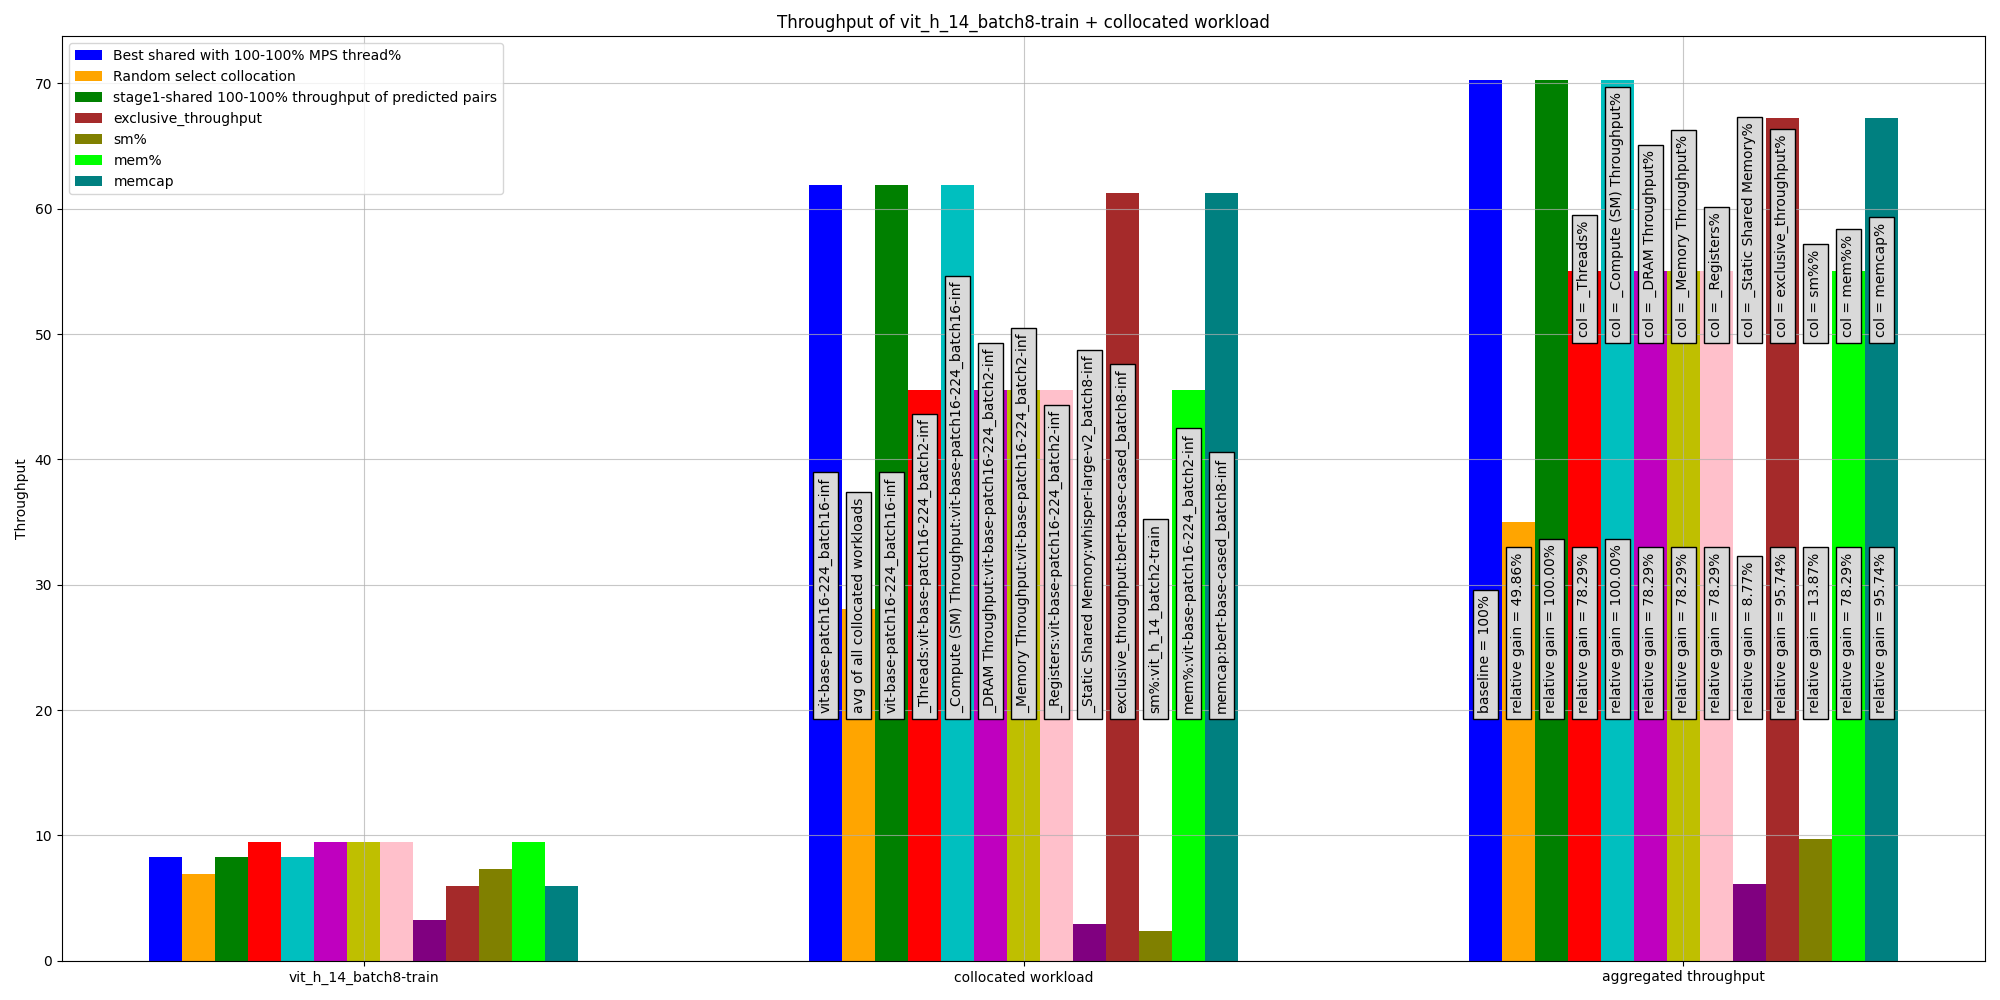 Throughput of vit_h_14_batch8-train + collocated workload
Best shared with 100-100% MPS thread%
Random select collocation
stage1-shared 100-100% throughput of predicted pairs
exclusive_throughput
sm%
mem%
memcap
Throughput
70
60
50
40
30
20
10
0
vit-base-patch16-224_batch16-inf
avg of all collocated workloads
vit-base-patch16-224_batch16-inf
_Threads:vit-base-patch16-224_batch2-inf
_Compute (SM) Throughput:vit-base-patch16-224_batch16-inf
_DRAM Throughput:vit-base-patch16-224_batch2-inf
_Memory Throughput:vit-base-patch16-224_batch2-inf
_Registers:vit-base-patch16-224_batch2-inf
_Static Shared Memory:whisper-large-v2_batch8-inf
exclusive_throughput:bert-base-cased_batch8-inf
sm%:vit_h_14_batch2-train
mem%:vit-base-patch16-224_batch2-inf
memcap:bert-base-cased_batch8-inf
col = _Threads%
col = _Compute (SM) Throughput%
col = _DRAM Throughput%
col = _Memory Throughput%
col = _Registers%
col = _Static Shared Memory%
col = exclusive_throughput%
col = sm%%
col = mem%%
col = memcap%
baseline = 100%
relative gain = 49.86%
relative gain = 100.00%
relative gain = 78.29%
relative gain = 100.00%
relative gain = 78.29%
relative gain = 78.29%
relative gain = 78.29%
relative gain = 8.77%
relative gain = 95.74%
relative gain = 13.87%
relative gain = 78.29%
relative gain = 95.74%
vit_h_14_batch8-train
collocated workload
aggregated throughput